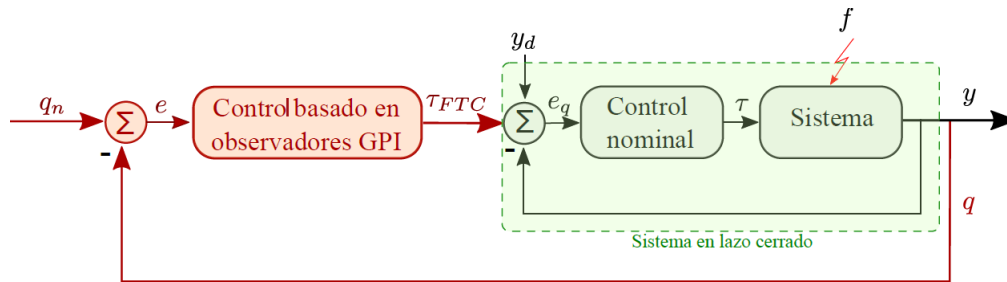 f
y_d
q_n
e
Control basado en
observadores GPI
τ_FTC
e_q
Control
nominal
τ
Sistema
y
Σ
Σ
-
-
q
Sistema en lazo cerrado